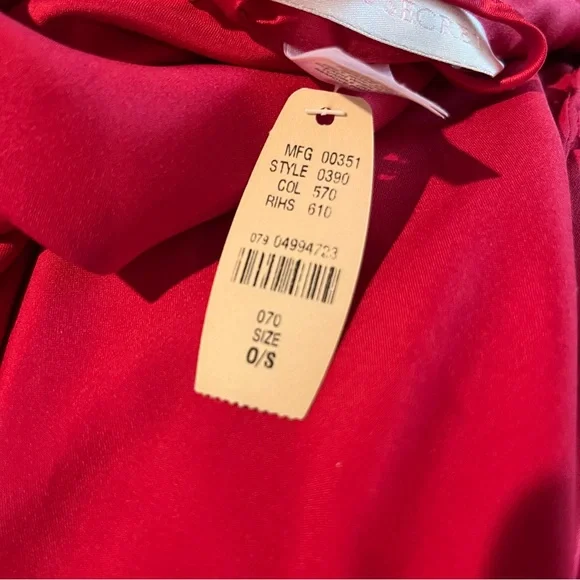 MFG 00351
STYLE 0390
COL 570
RIHS 610
079 04994723
070
SIZE
O/S